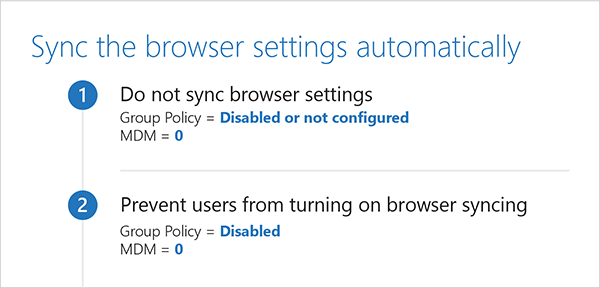 Sync the browser settings automatically
1 Do not sync browser settings
Group Policy = Disabled or not configured
MDM = 0
2 Prevent users from turning on browser syncing
Group Policy = Disabled
MDM = 0